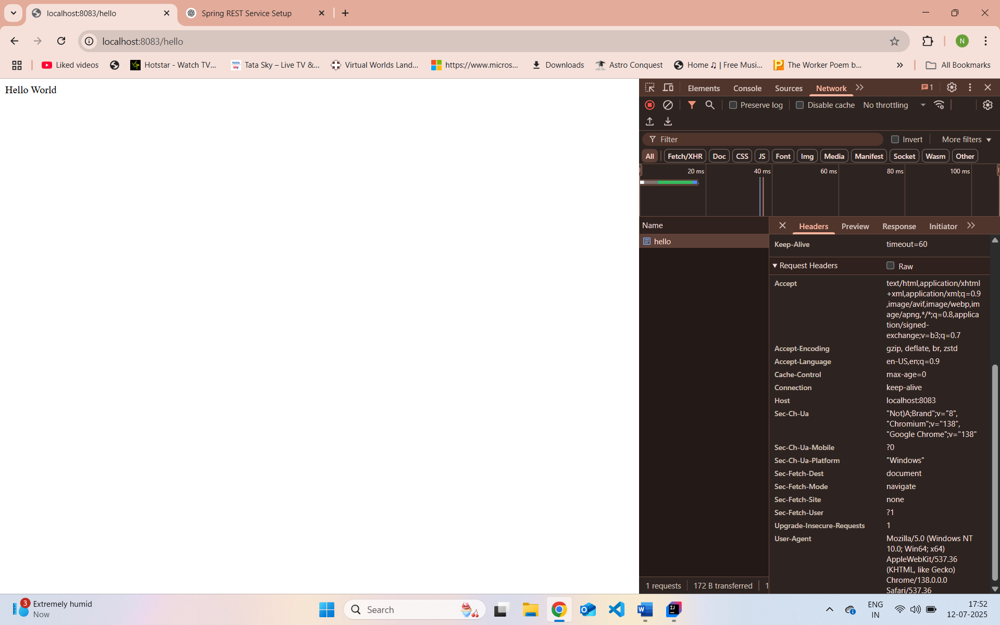 localhost:8083/hello
Spring REST Service Setup
localhost:8083/hello
N
Liked videos
Hotstar - Watch TV...
TATA sky
Tata Sky – Live TV &...
Virtual Worlds Land...
https://www.micros...
Downloads
Astro Conquest
Home ♫ | Free Musi...
The Worker Poem b...
All Bookmarks
Hello World
Elements
Console
Sources
Network
1
Preserve log
Disable cache
No throttling
Filter
Invert
More filters
All
Fetch/XHR
Doc
CSS
JS
Font
Img
Media
Manifest
Socket
Wasm
Other
20 ms
40 ms
60 ms
80 ms
100 ms
Name
hello
Headers
Preview
Response
Initiator
Keep-Alive
timeout=60
Request Headers
Raw
Accept
text/html,application/xhtml
+xml,application/xml;q=0.9
,image/avif,image/webp,im
age/apng,*/*;q=0.8,applica
tion/signed-
exchange;v=b3;q=0.7
Accept-Encoding
gzip, deflate, br, zstd
Accept-Language
en-US,en;q=0.9
Cache-Control
max-age=0
Connection
keep-alive
Host
localhost:8083
Sec-Ch-Ua
"Not)A;Brand";v="8",
"Chromium";v="138",
"Google Chrome";v="138"
Sec-Ch-Ua-Mobile
?0
Sec-Ch-Ua-Platform
"Windows"
Sec-Fetch-Dest
document
Sec-Fetch-Mode
navigate
Sec-Fetch-Site
none
Sec-Fetch-User
?1
Upgrade-Insecure-Requests
1
User-Agent
Mozilla/5.0 (Windows NT
10.0; Win64; x64)
AppleWebKit/537.36
(KHTML, like Gecko)
Chrome/138.0.0.0
Safari/537.36
1 requests
172 B transferred
1
3
Extremely humid
Now
Search
ENG
IN
17:52
12-07-2025